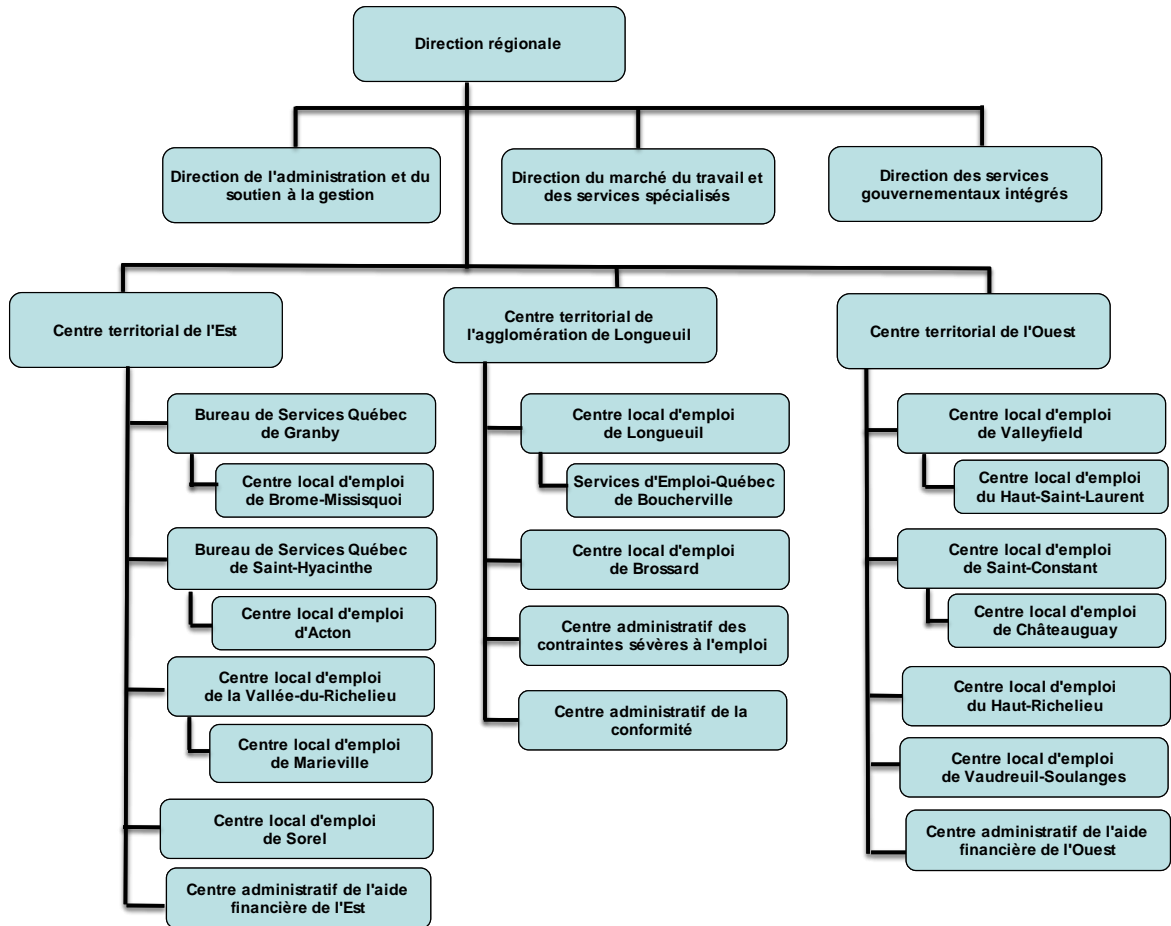 Direction régionale
Direction de l'administration et du
soutien à la gestion
Direction du marché du travail et
des services spécialisés
Direction des services
gouvernementaux intégrés
Centre territorial de l'Est
Bureau de Services Québec
de Granby
Centre local d'emploi
de Brome-Missisquoi
Bureau de Services Québec
de Saint-Hyacinthe
Centre local d'emploi
d'Acton
Centre local d'emploi
de la Vallée-du-Richelieu
Centre local d'emploi
de Marieville
Centre local d'emploi
de Sorel
Centre administratif de l'aide
financière de l'Est
Centre territorial de
l'agglomération de Longueuil
Centre local d'emploi
de Longueuil
Services d'Emploi-Québec
de Boucherville
Centre local d'emploi
de Brossard
Centre administratif des
contraintes sévères à l'emploi
Centre administratif de la
conformité
Centre territorial de l'Ouest
Centre local d'emploi
de Valleyfield
Centre local d'emploi
du Haut-Saint-Laurent
Centre local d'emploi
de Saint-Constant
Centre local d'emploi
de Châteauguay
Centre local d'emploi
du Haut-Richelieu
Centre local d'emploi
de Vaudreuil-Soulanges
Centre administratif de l'aide
financière de l'Ouest